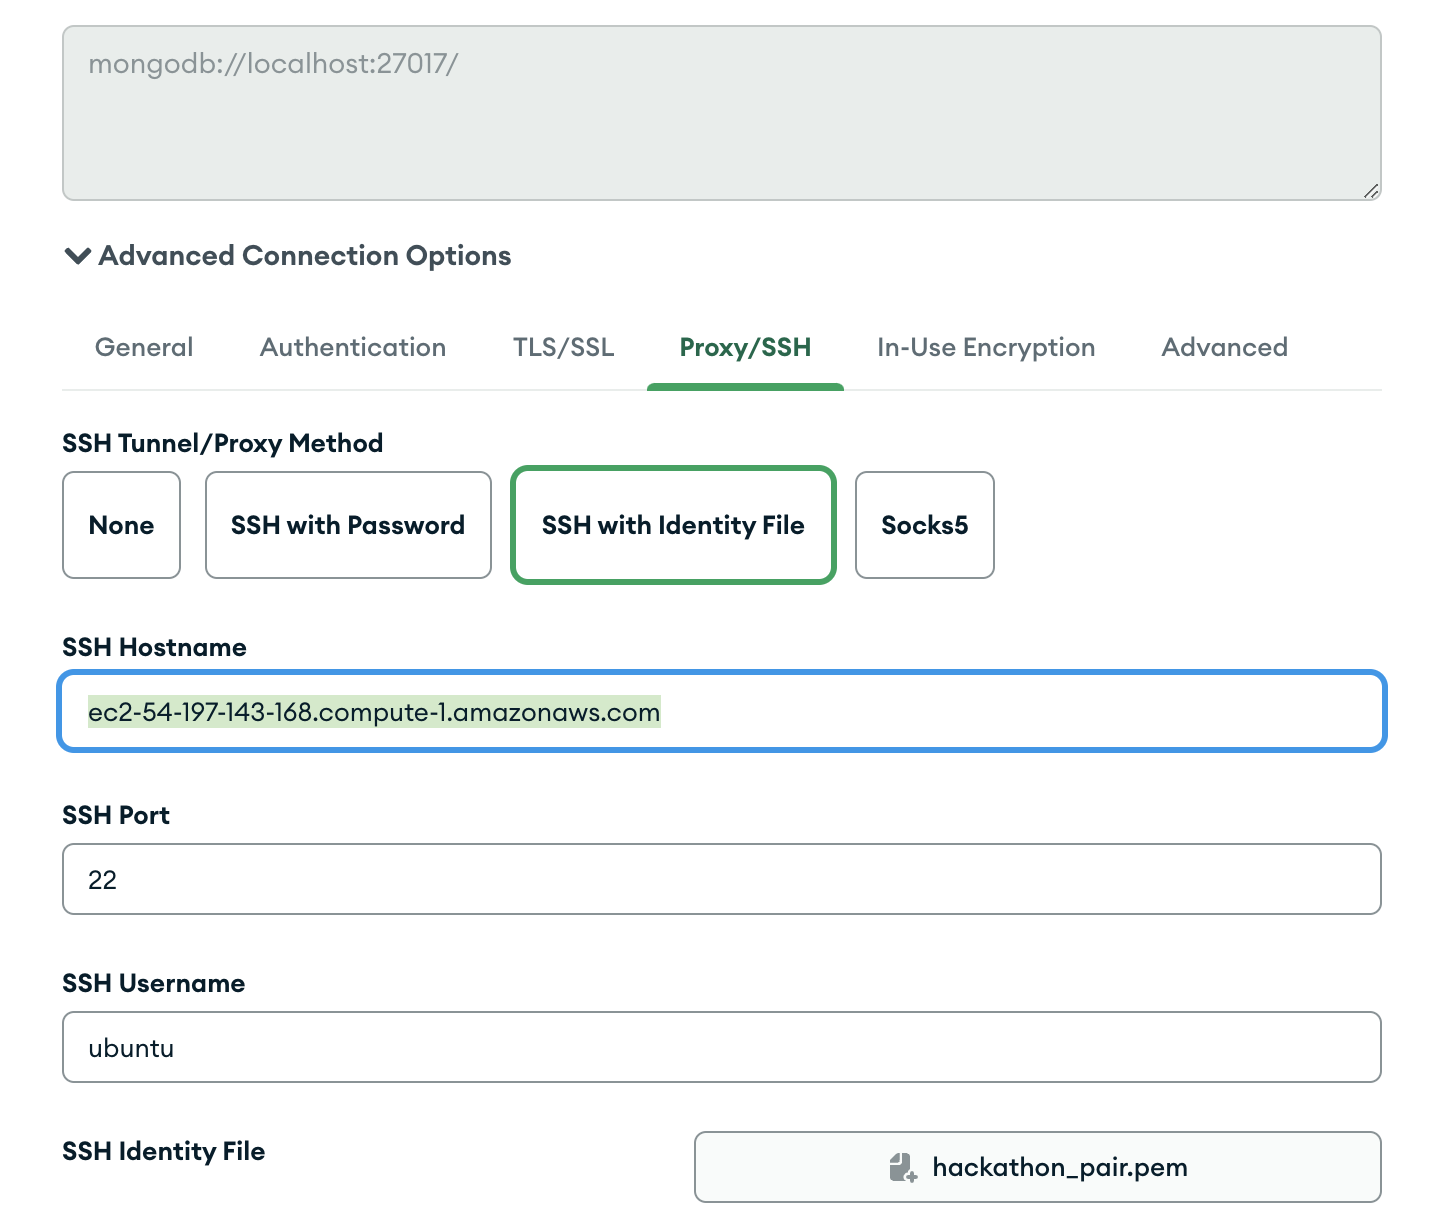 mongodb://localhost:27017/
Advanced Connection Options
General Authentication TLS/SSL Proxy/SSH In-Use Encryption Advanced
SSH Tunnel/Proxy Method
None SSH with Password SSH with Identity File Socks5
SSH Hostname
ec2-54-197-143-168.compute-1.amazonaws.com
SSH Port
22
SSH Username
ubuntu
SSH Identity File hackathon_pair.pem